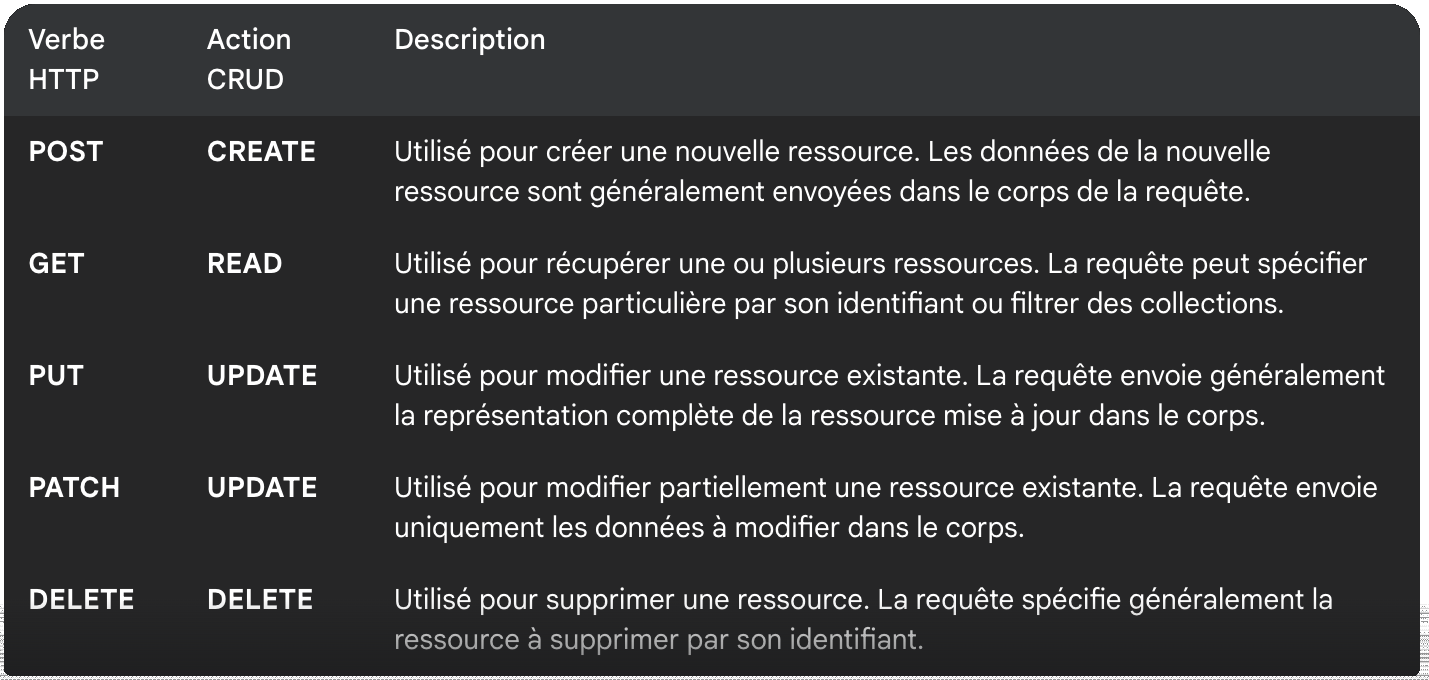 Verbe HTTP
Action CRUD
Description
POST
CREATE
Utilisé pour créer une nouvelle ressource. Les données de la nouvelle
ressource sont généralement envoyées dans le corps de la requête.
GET
READ
Utilisé pour récupérer une ou plusieurs ressources. La requête peut spécifier
une ressource particulière par son identifiant ou filtrer des collections.
PUT
UPDATE
Utilisé pour modifier une ressource existante. La requête envoie généralement
la représentation complète de la ressource mise à jour dans le corps.
PATCH
UPDATE
Utilisé pour modifier partiellement une ressource existante. La requête envoie
uniquement les données à modifier dans le corps.
DELETE
DELETE
Utilisé pour supprimer une ressource. La requête spécifie généralement la
ressource à supprimer par son identifiant.